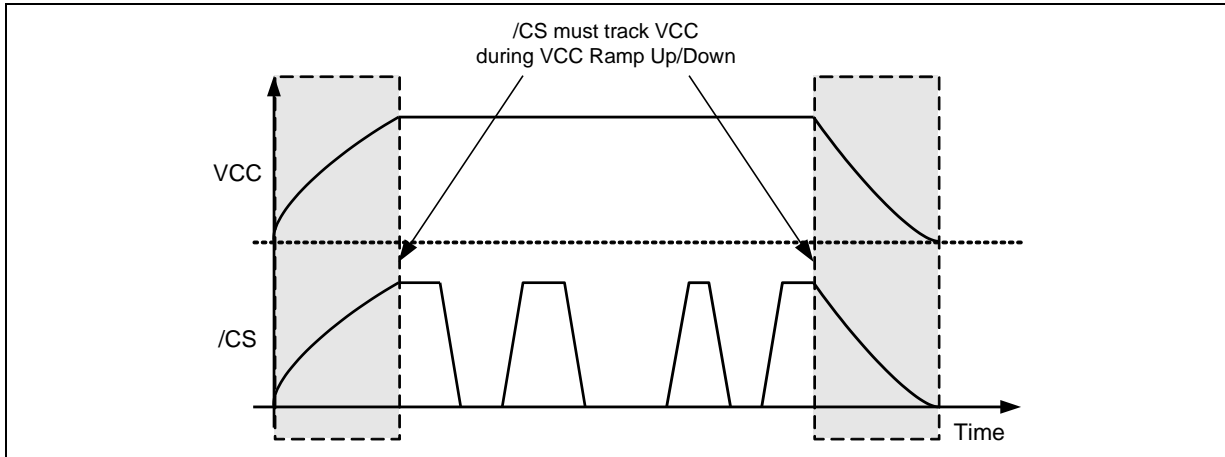 /CS must track VCC
during VCC Ramp Up/Down
VCC
/CS
Time